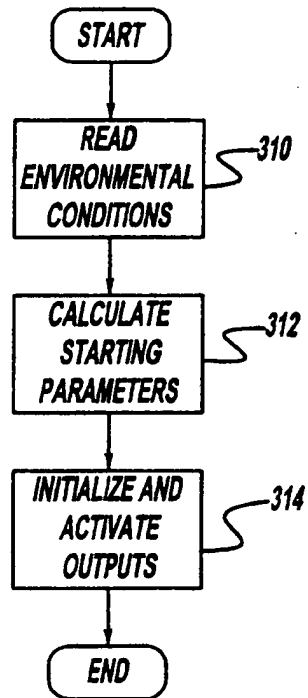 START
READ
ENVIRONMENTAL
CONDITIONS
310
CALCULATE
STARTING
PARAMETERS
312
INITIALIZE AND
ACTIVATE
OUTPUTS
314
END